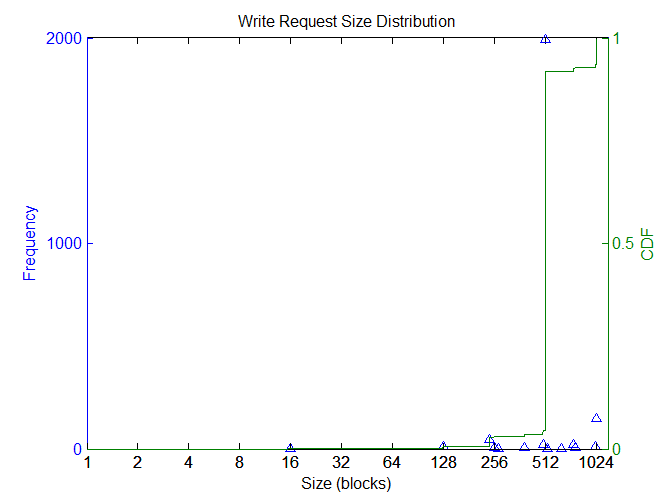 Write Request Size Distribution
2000
1000
0
Frequency
1
0.5
0
CDF
1 2 4 8 16 32 64 128 256 512 1024
Size (blocks)